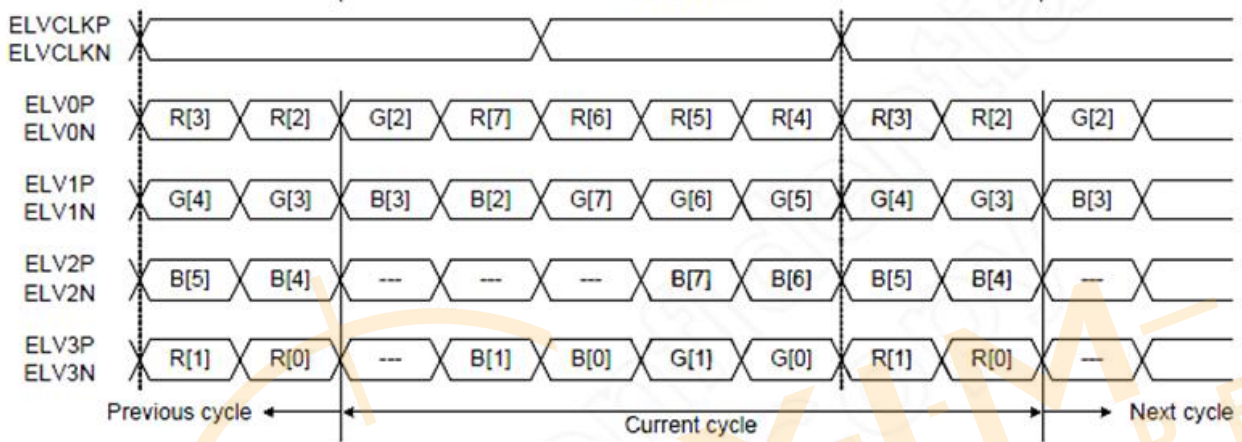 ELVCLKP
ELVCLKN
ELV0P
ELV0N
R[3] R[2] G[2] R[7] R[6] R[5] R[4] R[3] R[2] G[2]
ELV1P
ELV1N
G[4] G[3] B[3] B[2] G[7] G[6] G[5] G[4] G[3] B[3]
ELV2P
ELV2N
B[5] B[4] --- --- --- B[7] B[6] B[5] B[4] ---
ELV3P
ELV3N
R[1] R[0] --- B[1] B[0] G[1] G[0] R[1] R[0] ---
Previous cycle Current cycle Next cycle